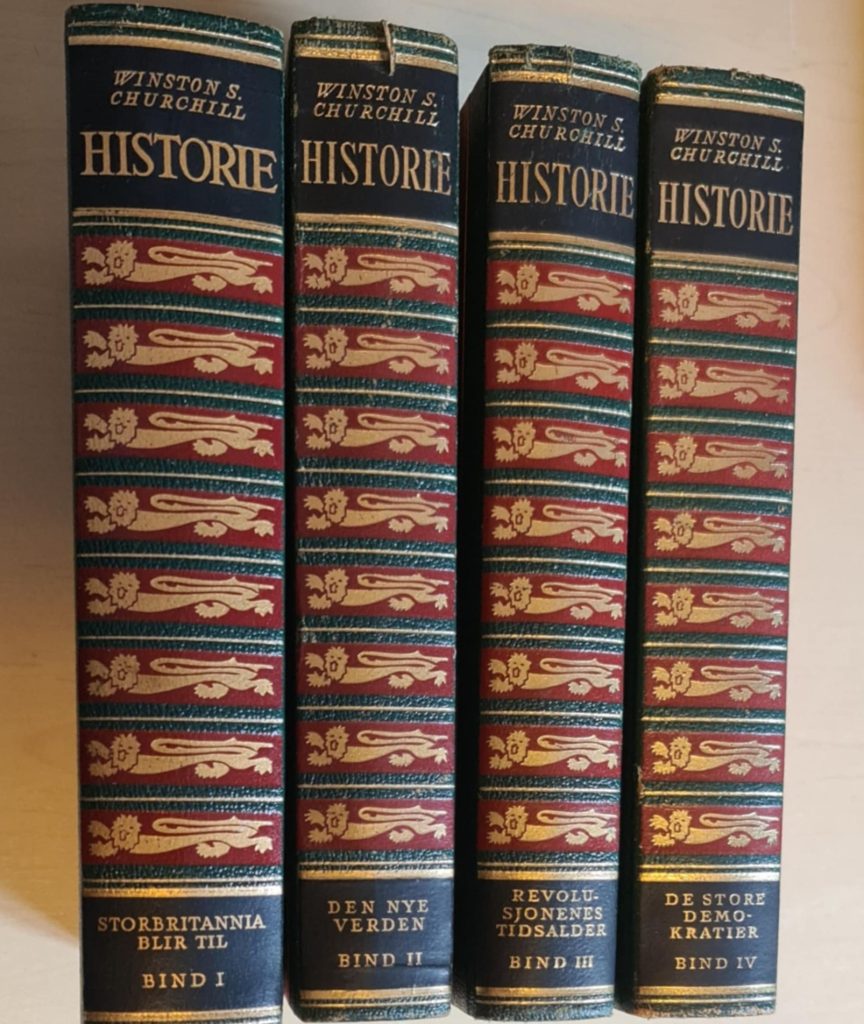 WINSTON S.
CHURCHILL
HISTORIE
STORBRITANNIA
BLIR TIL
BIND I
WINSTON S.
CHURCHILL
HISTORIE
DEN NYE
VERDEN
BIND II
WINSTON S.
CHURCHILL
HISTORIE
REVOLU-
SJONENES
TIDSALDER
BIND III
WINSTON S.
CHURCHILL
HISTORIE
DE STORE
DEMO-
KRATIER
BIND IV